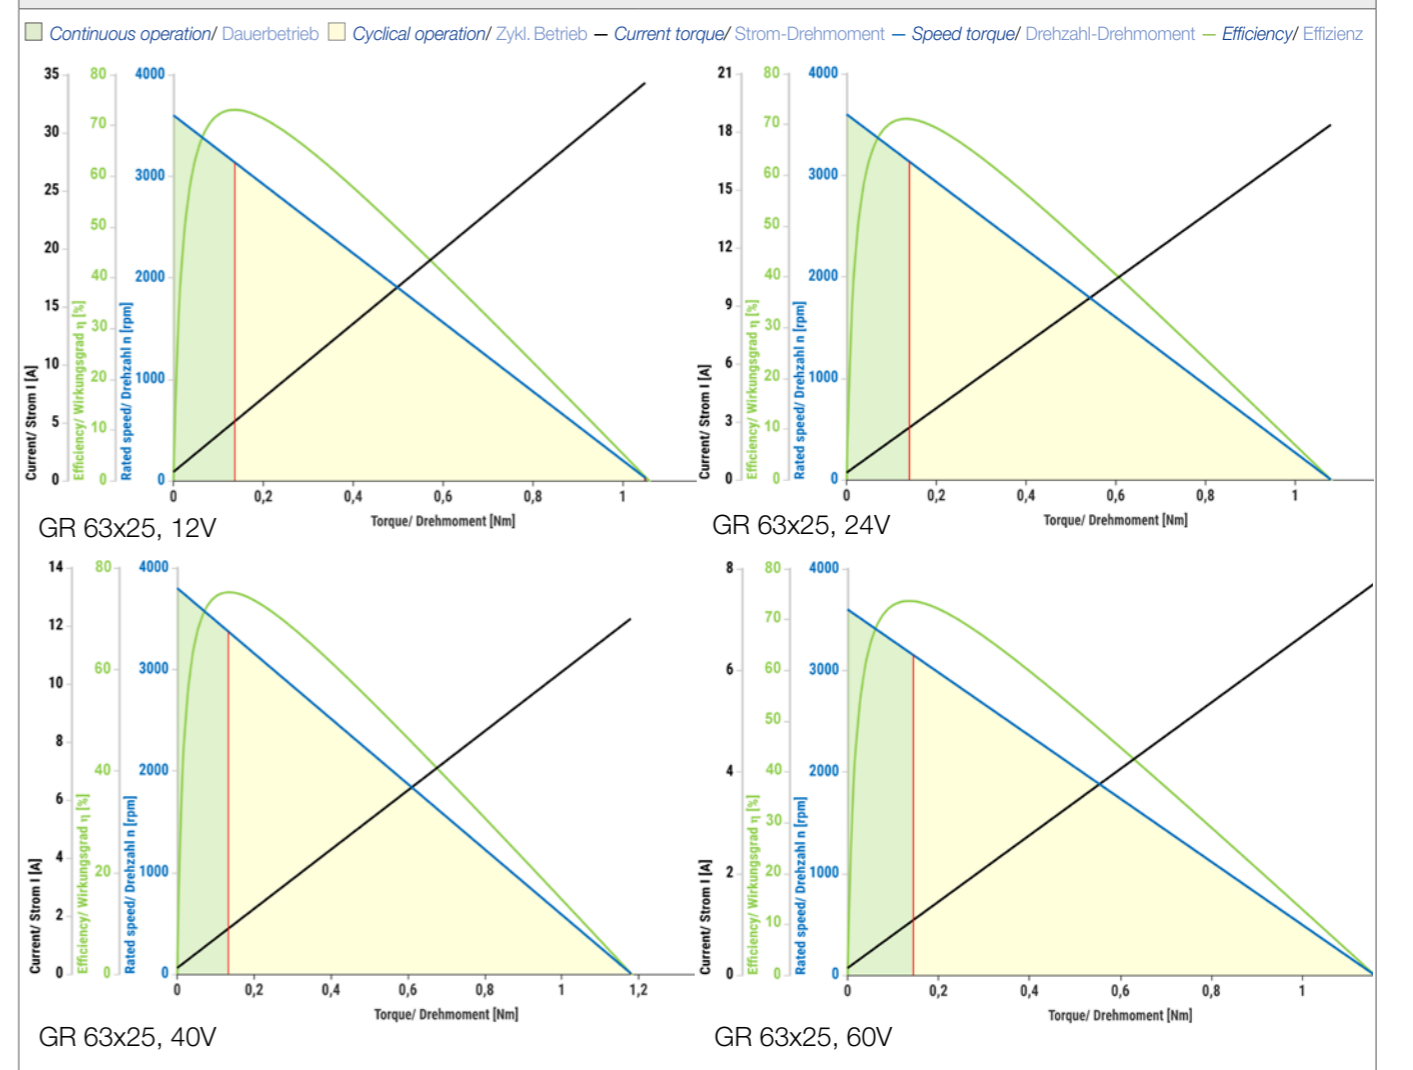 Continuous operation/ Dauerbetrieb Cyclical operation/ Zykl. Betrieb — Current torque/ Strom-Drehmoment — Speed torque/ Drehzahl-Drehmoment — Efficiency/ Effizienz
35 80 4000
70
30
60 3000
25
50
20
40 2000
15
30
10
20 1000
5
10
0 0 0
Current/ Strom I [A]
Efficiency/ Wirkungsgrad η [%]
Rated speed/ Drehzahl n [rpm]
0 0,2 0,4 0,6 0,8 1
Torque/ Drehmoment [Nm]
GR 63x25, 12V
21 80 4000
70
18
60 3000
15
50
12
40 2000
9
30
6
20 1000
3
10
0 0 0
Current/ Strom I [A]
Efficiency/ Wirkungsgrad η [%]
Rated speed/ Drehzahl n [rpm]
0 0,2 0,4 0,6 0,8 1
Torque/ Drehmoment [Nm]
GR 63x25, 24V
14 80 4000
12
60 3000
10
8
40 2000
6
4
20 1000
2
0 0 0
Current/ Strom I [A]
Efficiency/ Wirkungsgrad η [%]
Rated speed/ Drehzahl n [rpm]
0 0,2 0,4 0,6 0,8 1 1,2
Torque/ Drehmoment [Nm]
GR 63x25, 40V
8 80 4000
70
6 60 3000
50
4 40 2000
30
2 20 1000
10
0 0 0
Current/ Strom I [A]
Efficiency/ Wirkungsgrad η [%]
Rated speed/ Drehzahl n [rpm]
0 0,2 0,4 0,6 0,8 1
Torque/ Drehmoment [Nm]
GR 63x25, 60V